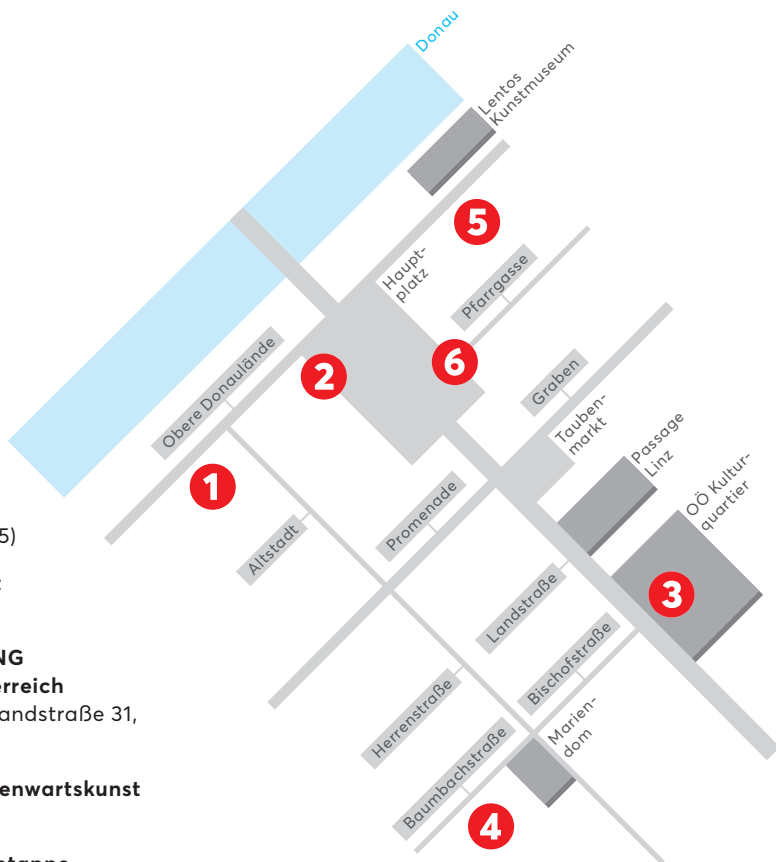 Donau
Lentos
Kunstmuseum
5
Haupt-
platz
Pfarrgasse
Obere Donaulände
2
6
Graben
Tauben-
markt
1
Passage
Linz
OÖ Kultur-
quartier
Promenade
Altstadt
3
Landstraße
Bischofstraße
Herrenstraße
Marien-
dom
Baumbachstraße
4
5)
:
NG
erreich
andstraße 31,
enwartskunst